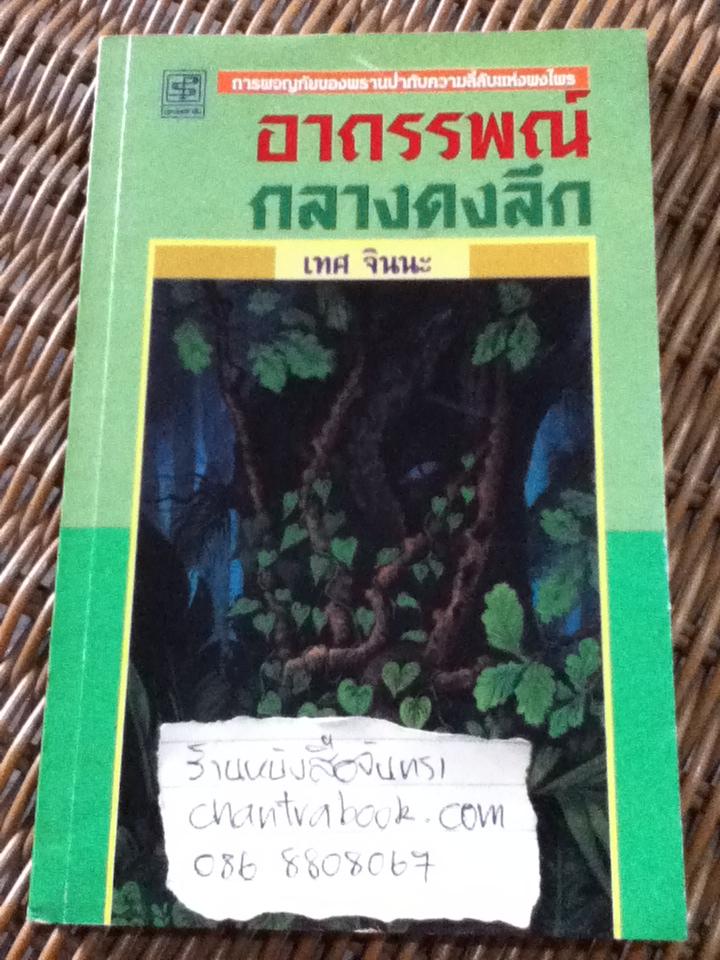 การผจญภัยของพรานป่ากับความลี้ลับแห่งพงไพร
อาถรรพณ์
กลางดงลึก
เทศ จินนะ
ร้านหนังสือจันทรา
chantrabook.com
086 8808067